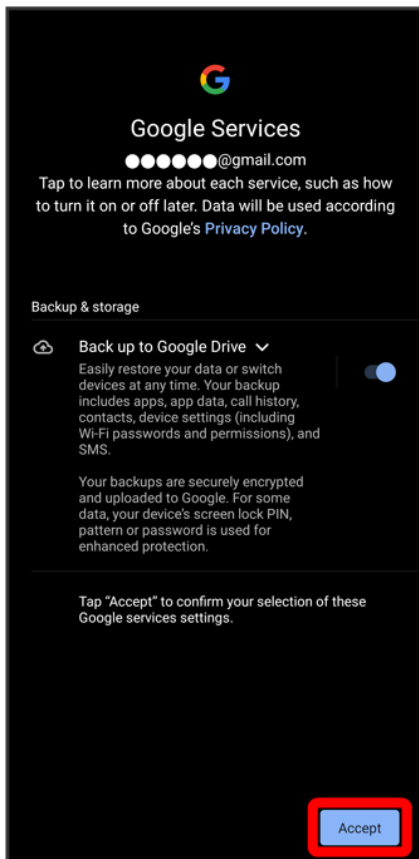 Google Services
●●●●●●@gmail.com
Tap to learn more about each service, such as how
to turn it on or off later. Data will be used according
to Google's Privacy Policy.
Backup & storage
Back up to Google Drive
Easily restore your data or switch
devices at any time. Your backup
includes apps, app data, call history,
contacts, device settings (including
Wi-Fi passwords and permissions), and
SMS.
Your backups are securely encrypted
and uploaded to Google. For some
data, your device's screen lock PIN,
pattern or password is used for
enhanced protection.
Tap “Accept” to confirm your selection of these
Google services settings.
Accept